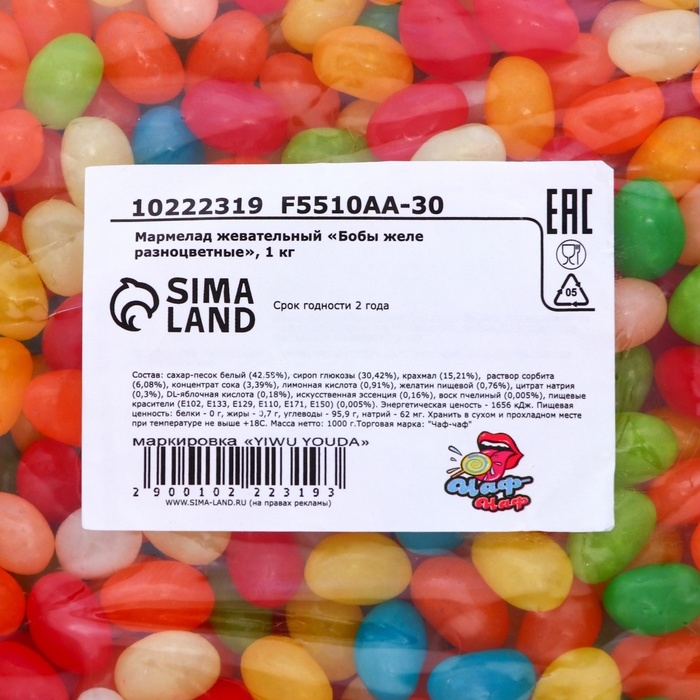 10222319 F5510AA-30
EAC
Мармелад жевательный «Бобы желе
разноцветные», 1 кг
05
SIMA
LAND
Срок годности 2 года
Состав: сахар-песок белый (42.55%), сироп глюкозы (30,42%), крахмал (15,21%), раствор сорбита
(6,08%), концентрат сока (3,39%), лимонная кислота (0,91%), желатин пищевой (0,76%), цитрат натрия
(0,3%), DL-яблочная кислота (0,18%), искусственная эссенция (0,16%), воск пчелиный (0,005%), пищевые
красители (E102, E133, E129, E110, E171, E150) (0,005%). Энергетическая ценость - 1656 кДж. Пищевая
ценность: белки - 0 г, жиры - 0,7 г, углеводы - 95,9 г, натрий - 62 мг. Хранить в сухом и прохладном месте
при температуре не выше +18С. Масса нетто: 1000 г.Торговая марка: "Чаф-чаф"
маркировка «YIWU YOUDA»
2 900102 223193
WWW.SIMA-LAND.RU (на правах рекламы)
Чаф-
Чаф